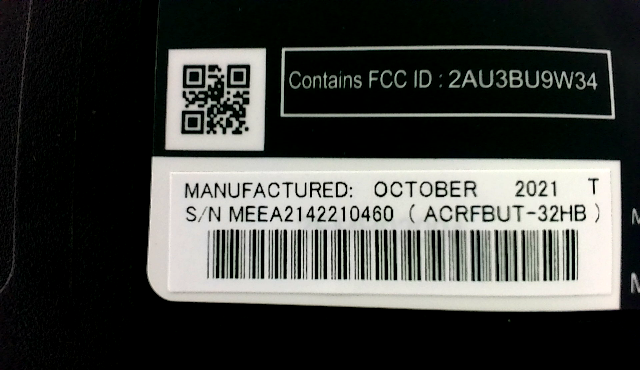 Contains FCC ID : 2AU3BU9W34
MANUFACTURED: OCTOBER 2021 T
S/N MEEA2142210460 ( ACRFBUT-32HB )
M
M